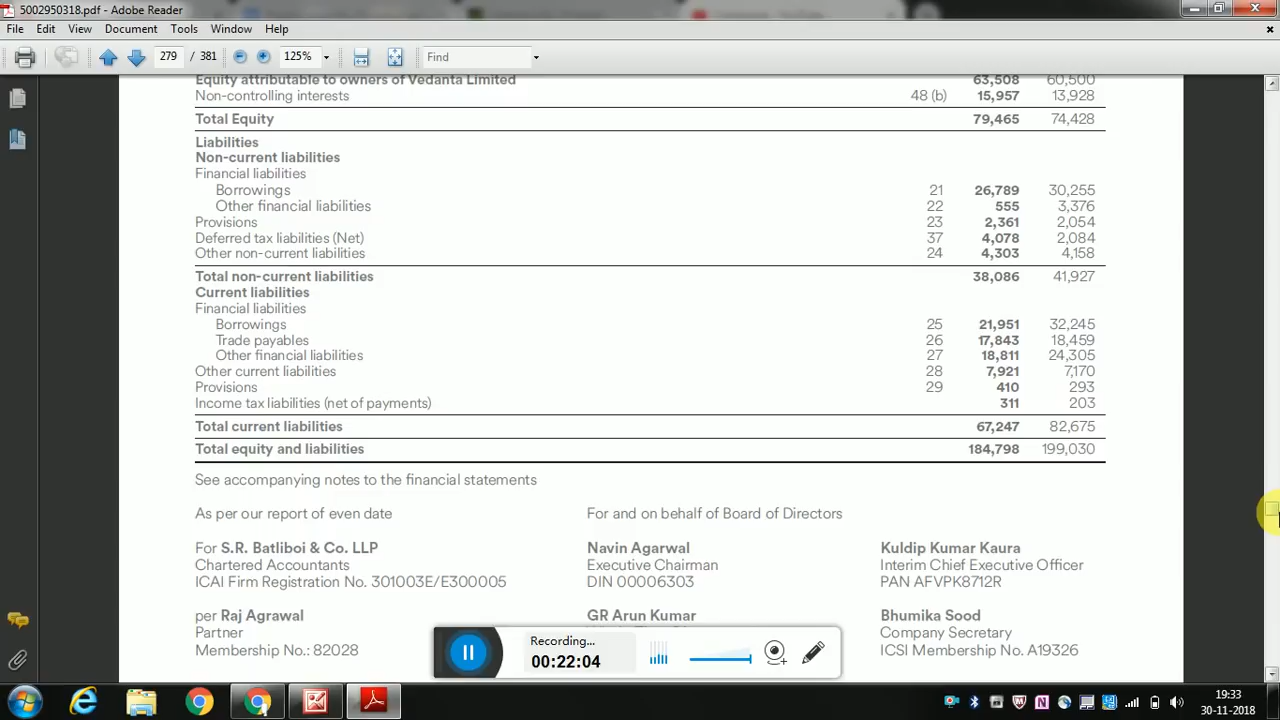 5002950318.pdf - Adobe Reader
File Edit View Document Tools Window Help
279 / 381 125% Find
Equity attributable to owners of Vedanta Limited 63,508 60,500
Non-controlling interests 48 (b) 15,957 13,928
Total Equity 79,465 74,428
Liabilities
Non-current liabilities
Financial liabilities
Borrowings 21 26,789 30,255
Other financial liabilities 22 555 3,376
Provisions 23 2,361 2,054
Deferred tax liabilities (Net) 37 4,078 2,084
Other non-current liabilities 24 4,303 4,158
Total non-current liabilities 38,086 41,927
Current liabilities
Financial liabilities
Borrowings 25 21,951 32,245
Trade payables 26 17,843 18,459
Other financial liabilities 27 18,811 24,305
Other current liabilities 28 7,921 7,170
Provisions 29 410 293
Income tax liabilities (net of payments) 311 203
Total current liabilities 67,247 82,675
Total equity and liabilities 184,798 199,030
See accompanying notes to the financial statements
As per our report of even date For and on behalf of Board of Directors
For S.R. Batliboi & Co. LLP Navin Agarwal Kuldip Kumar Kaura
Chartered Accountants Executive Chairman Interim Chief Executive Officer
ICAI Firm Registration No. 301003E/E300005 DIN 00006303 PAN AFVPK8712R
per Raj Agrawal GR Arun Kumar Bhumika Sood
Partner Company Secretary
Membership No.: 82028 ICSI Membership No. A19326
Recording...
00:22:04
19:33
30-11-2018